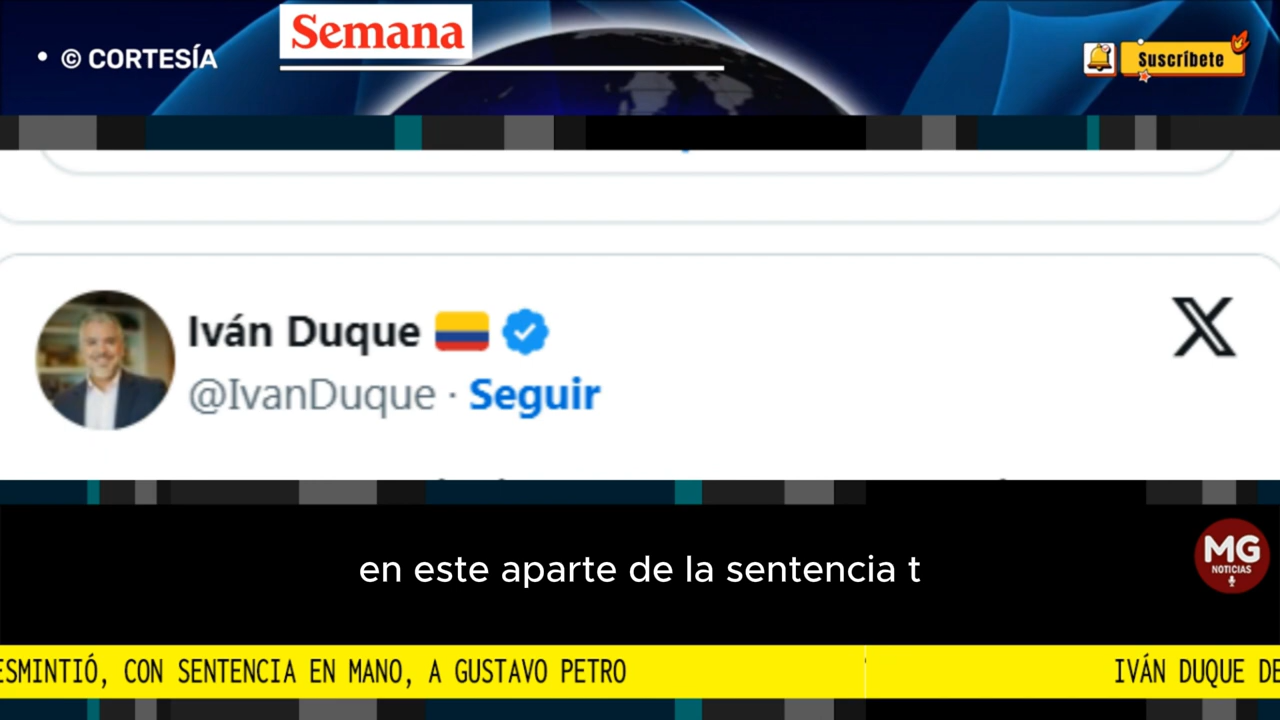 Semana
• © CORTESÍA
Suscríbete
Iván Duque
@IvanDuque · Seguir
en este aparte de la sentencia t
MG
NOTICIAS
ESMINTIÓ, CON SENTENCIA EN MANO, A GUSTAVO PETRO
IVÁN DUQUE DE